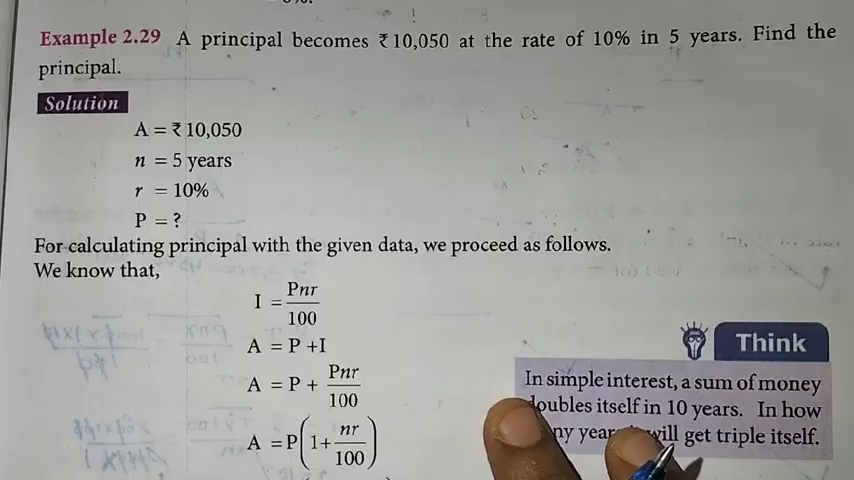 Example 2.29 A principal becomes ₹10,050 at the rate of 10% in 5 years. Find the
principal.
Solution
A = ₹10,050
n = 5 years
r = 10%
P = ?
For calculating principal with the given data, we proceed as follows.
We know that,
I = Pnr/100
A = P +I
A = P + Pnr/100
A = P(1+ nr/100)
Think
In simple interest, a sum of money
doubles itself in 10 years. In how
years will get triple itself.